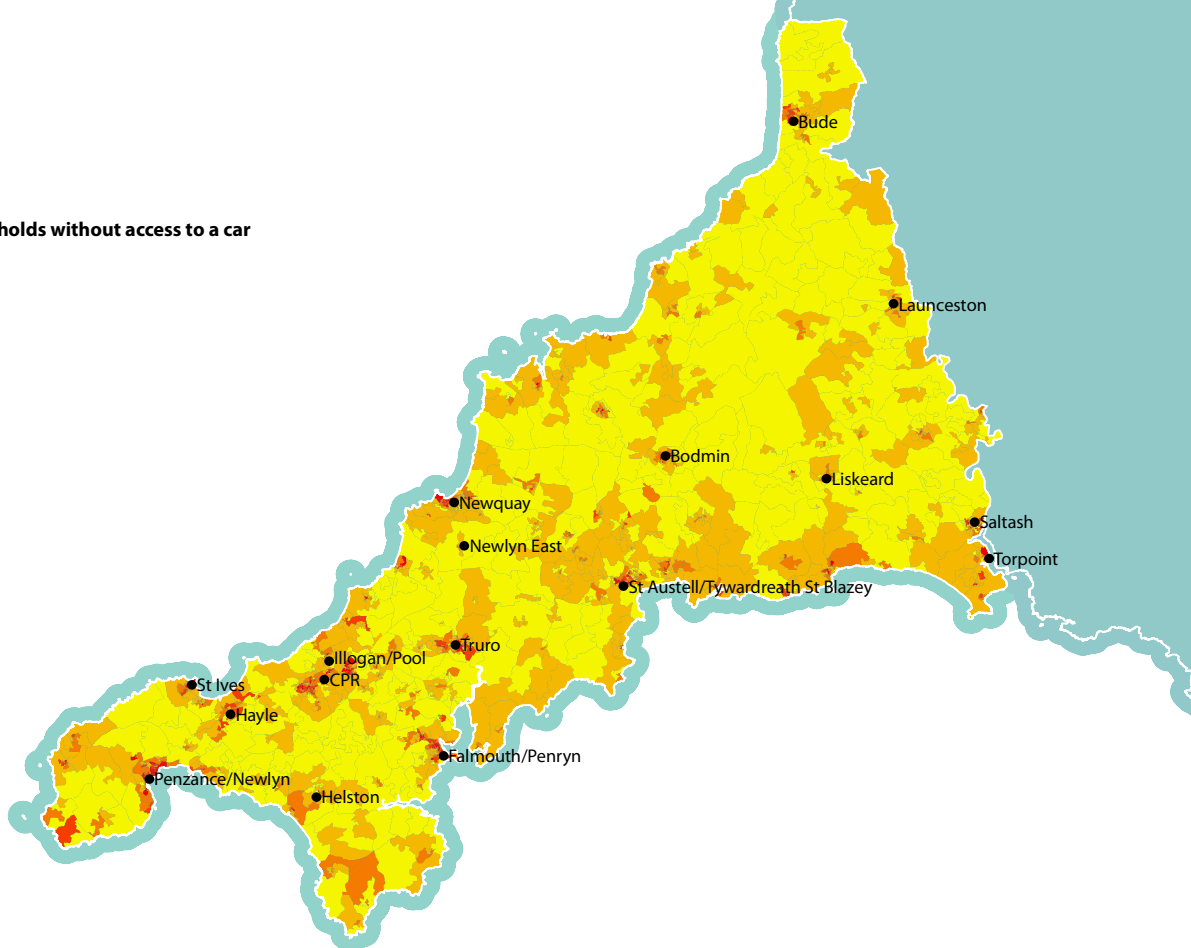 Bude
holds without access to a car
Launceston
Bodmin
Liskeard
Newquay
Saltash
Newlyn East
Torpoint
St Austell/Tywardreath St Blazey
Truro
Illogan/Pool
CPR
St Ives
Hayle
Falmouth/Penryn
Penzance/Newlyn
Helston